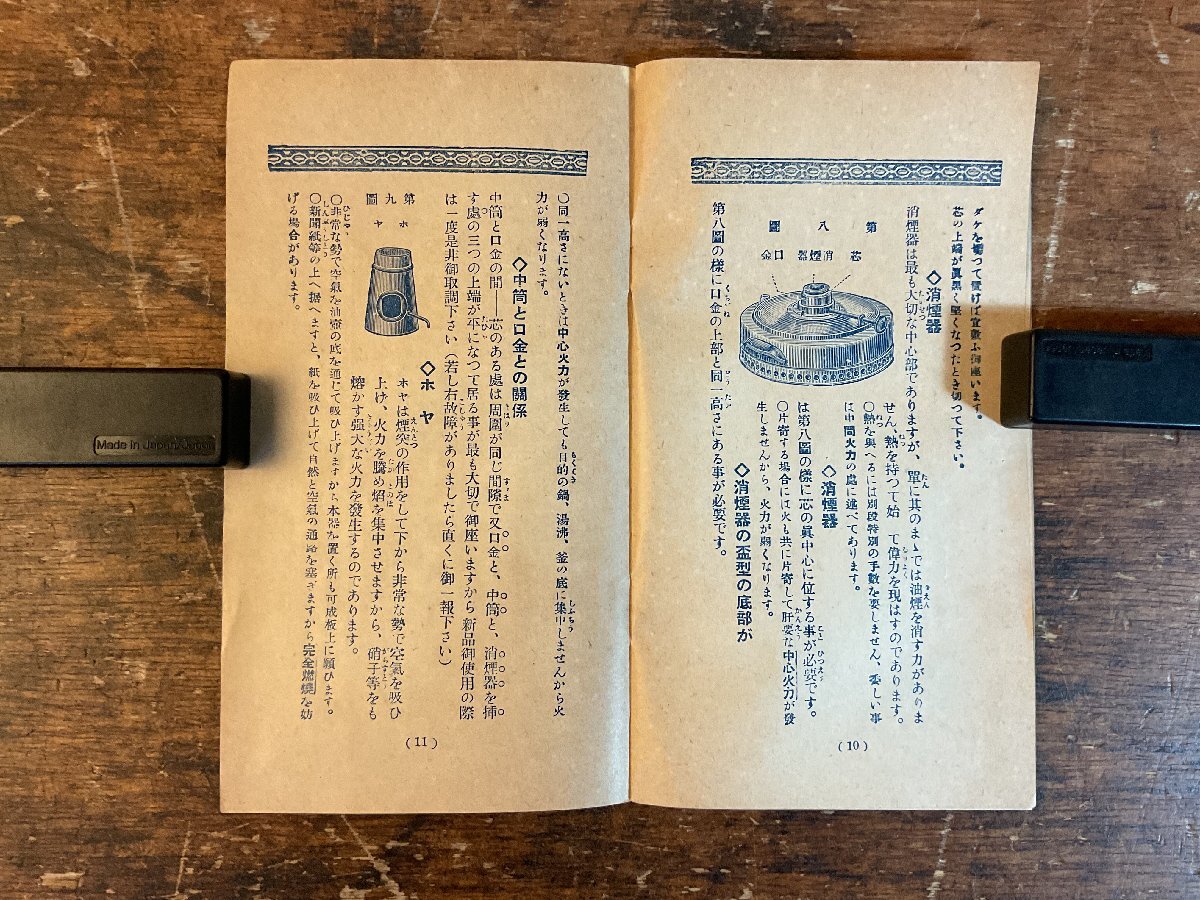 ダケを切つて置けば宜敷ふ御座います。
芯の上端が眞黒く堅くなつたとき切つて下さい。
◇消煙器
消煙器は最も大切な中心部でありますが、單に其のまゝでは油煙を消す力がありま
せん、熱を持つて始 て偉力を現はすのであります。
○熱を與へるには別段特別の手數を要しません、委しい事
は中間火力の處に述べてあります。
第八圖
芯
消煙器
口金
◇消煙器
は第八圖の樣に芯の眞中心に位する事が必要です。
○片寄する場合には火も共に片寄して肝要な中心火力が發
生しませんから、火力が弱くなります。
◇消煙器の盃型の底部が
第八圖の樣に口金の上部と同一高さにある事が必要です。
(10)
○同一高さにないときは中心火力が發生しても目的の鍋、湯沸、釜の底に集中しませんから火
力が弱くなります。
◇中筒と口金との關係
中筒と口金の間――芯のある處は周圍が同じ間隙で又口金と、中筒と、消煙器を揷
す處の三つの上端が平になつて居る事が最も大切で御座いますから新品御使用の際
は一度是非御取調下さい（若し右故障がありましたら直くに御一報下さい）
◇ホヤ
第九圖
ホヤ
ホヤは煙突の作用をして下から非常な勢で空氣を吸ひ
上け、火力を騰め焰を集中させますから、硝子等をも
熔かす强大な火力を發生するのであります。
○非常な勢で空氣を油壺の底を通じて吸ひ上げますから本器を置く所も可成板上に願ひます。
○新聞紙等の上へ据へますと、紙を吸ひ上げて自然と空氣の通路を塞ぎますから完全燃燒を妨
げる場合があります。
(11)
Made in Japan/Japon